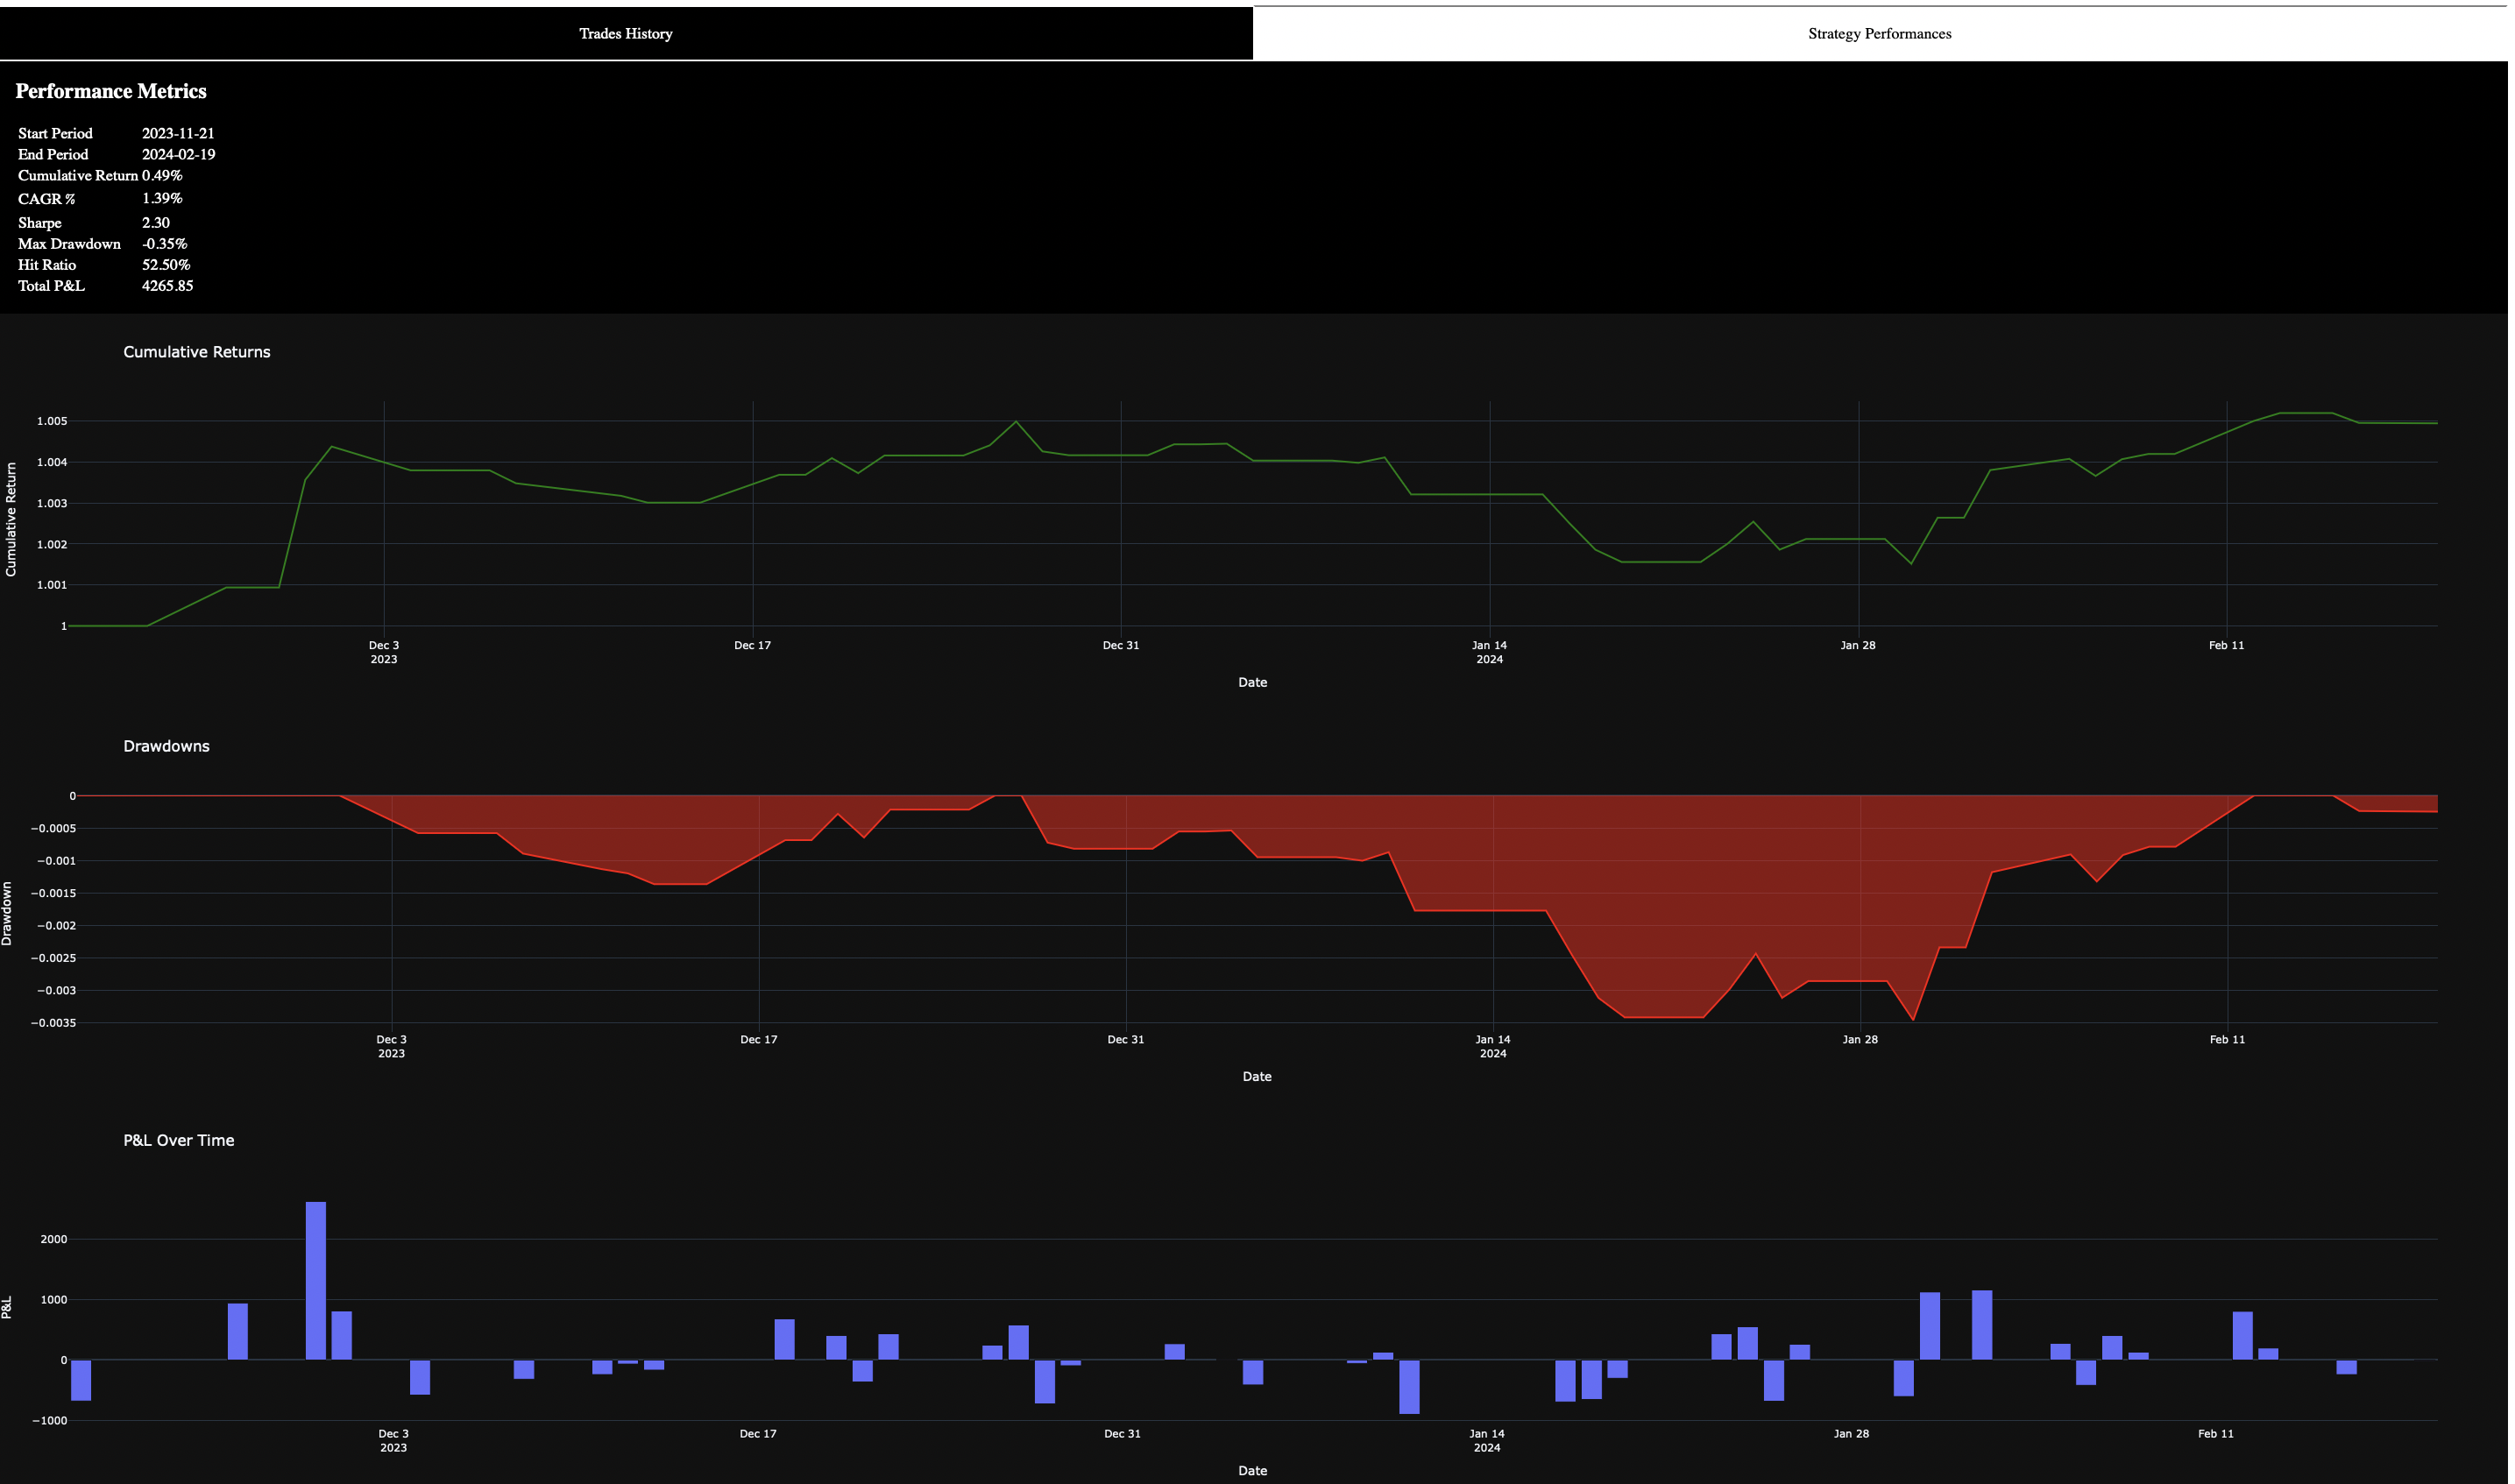 Trades History
Strategy Performances
Performance Metrics
Start Period 2023-11-21
End Period 2024-02-19
Cumulative Return 0.49%
CAGR﹪ 1.39%
Sharpe 2.30
Max Drawdown -0.35%
Hit Ratio 52.50%
Total P&L 4265.85
Cumulative Returns
1.005
1.004
1.003
1.002
1.001
1
Cumulative Return
Dec 3 Dec 17 Dec 31 Jan 14 Jan 28 Feb 11
2023 2024
Date
Drawdowns
0
−0.0005
−0.001
−0.0015
−0.002
−0.0025
−0.003
−0.0035
Drawdown
Dec 3 Dec 17 Dec 31 Jan 14 Jan 28 Feb 11
2023 2024
Date
P&L Over Time
2000
1000
0
−1000
P&L
Dec 3 Dec 17 Dec 31 Jan 14 Jan 28 Feb 11
2023 2024
Date